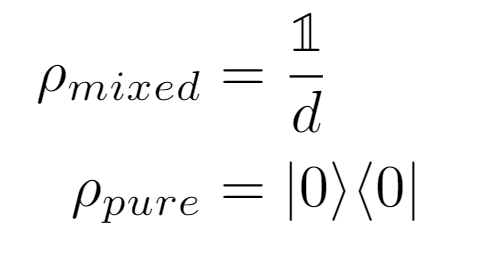 ρ_{mixed} = 𝟙/d
ρ_{pure} = |0⟩⟨0|